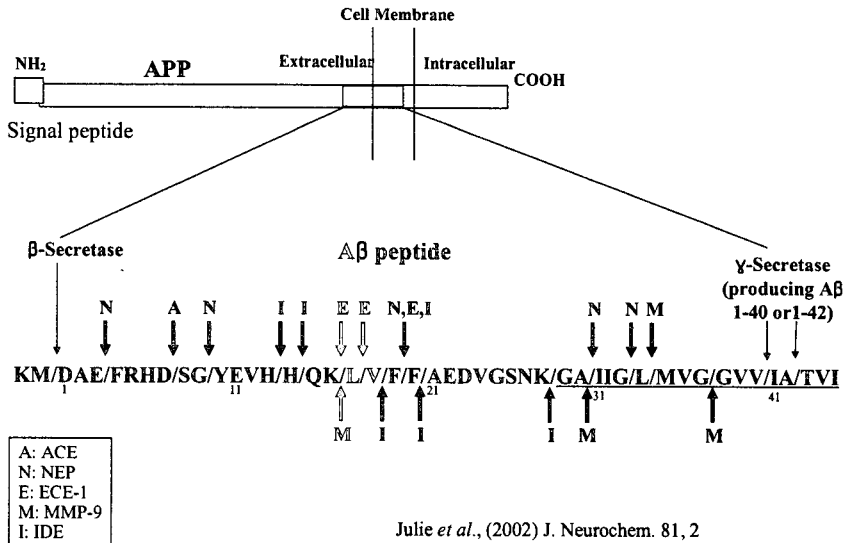 Cell Membrane
Extracellular Intracellular
NH₂ APP COOH
Signal peptide
β-Secretase Aβ peptide γ-Secretase
(producing Aβ
1-40 or1-42)
N A N I I E E N,E,I N N M
KM/DAE/FRHD/SG/YEVH/H/QK/L/V/F/F/AEDVGSNK/GA/IIG/L/MVG/GVV/IA/TVI
1 11 21 31 41
M I I I M M
A: ACE
N: NEP
E: ECE-1
M: MMP-9
I: IDE
Julie et al., (2002) J. Neurochem. 81, 2